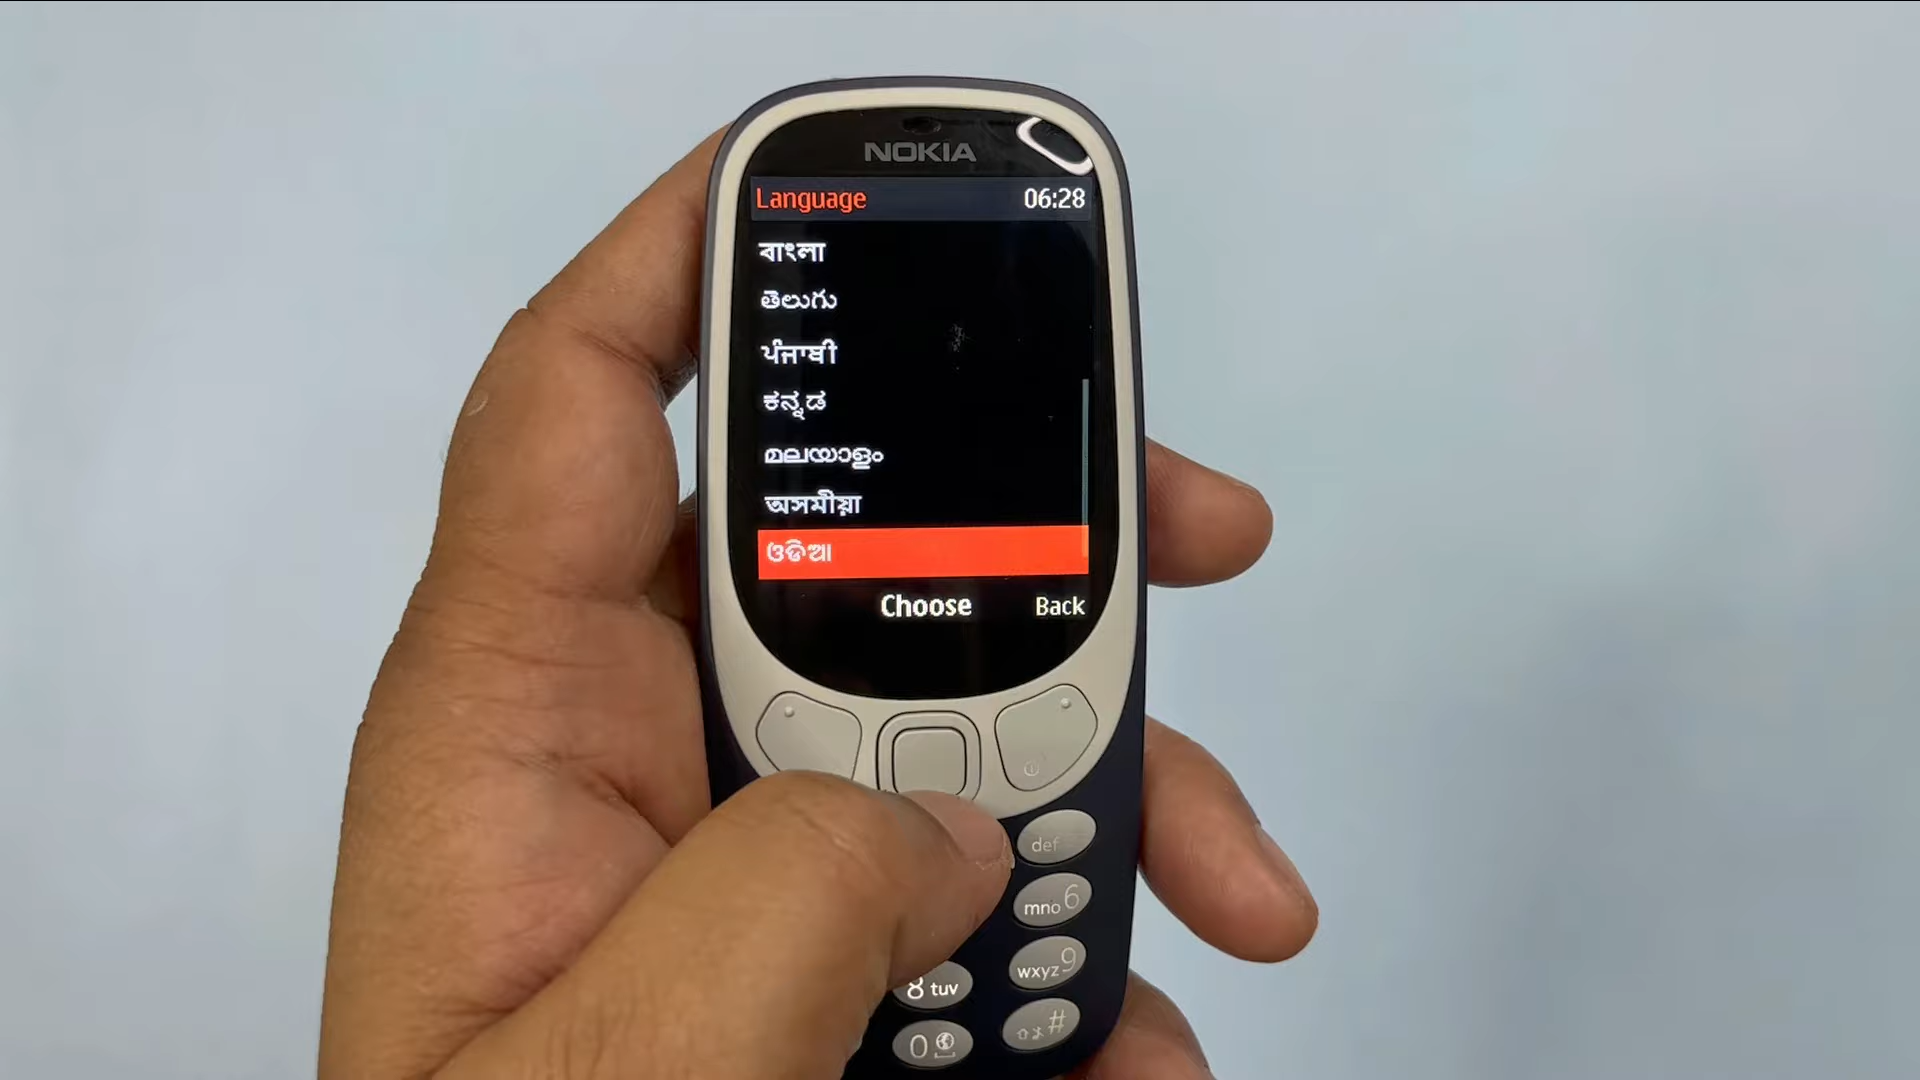 NOKIA
Language 06:28
বাংলা
తెలుగు
ਪੰਜਾਬੀ
ಕನ್ನಡ
മലയാളം
অসমীয়া
ଓଡିଆ
Choose Back
def
mno 6
wxyz 9
8 tuv
0
#